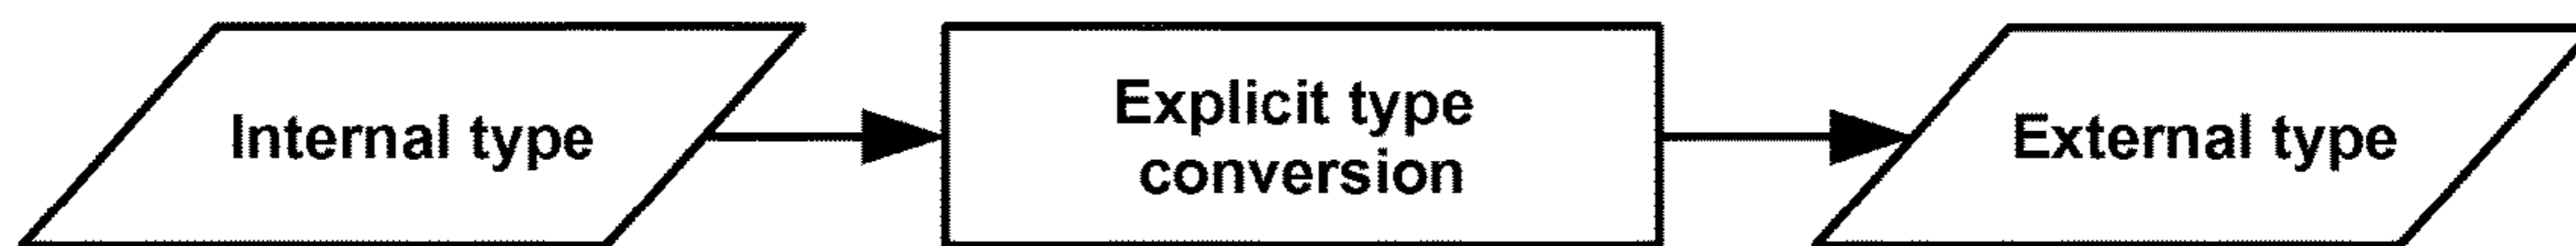 Internal type
Explicit type
conversion
External type